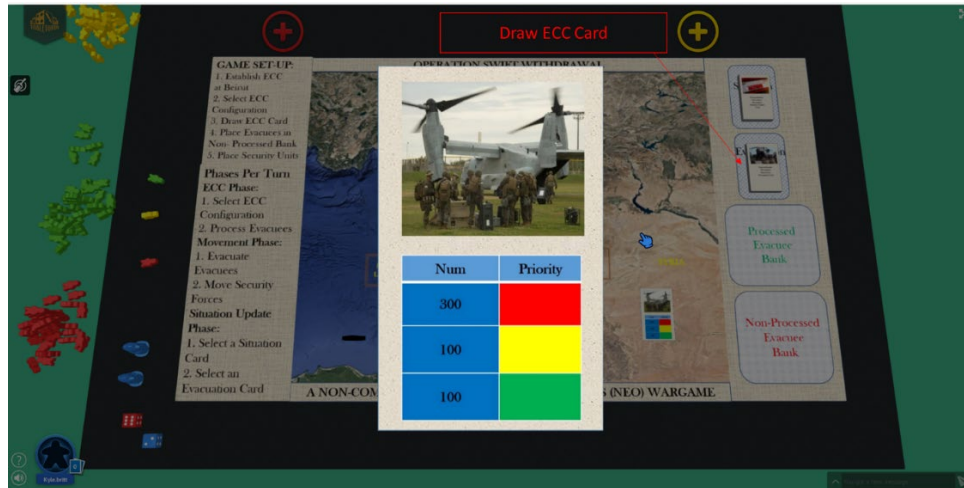 Draw ECC Card
GAME SET-UP:
1. Establish ECC
at Beirut
2. Select ECC
Configuration
3. Draw ECC Card
4. Place Evacuees in
Non- Processed Bank
5. Place Security Units
Phases Per Turn
ECC Phase:
1. Select ECC
Configuration
2. Process Evacuees
Movement Phase:
1. Evacuate
Evacuees
2. Move Security
Forces
Situation Update
Phase:
1. Select a Situation
Card
2. Select an
Evacuation Card
OPERATION SWIFT WITHDRAWAL
Num Priority
300
100
100
Processed
Evacuee
Bank
Non-Processed
Evacuee
Bank
A NON-COM
(NEO) WARGAME